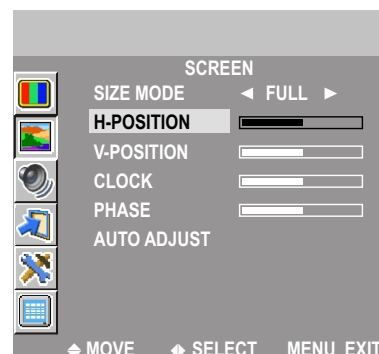 SCREEN
SIZE MODE ◄ FULL ►
H-POSITION
V-POSITION
CLOCK
PHASE
AUTO ADJUST
MOVE SELECT MENU EXIT